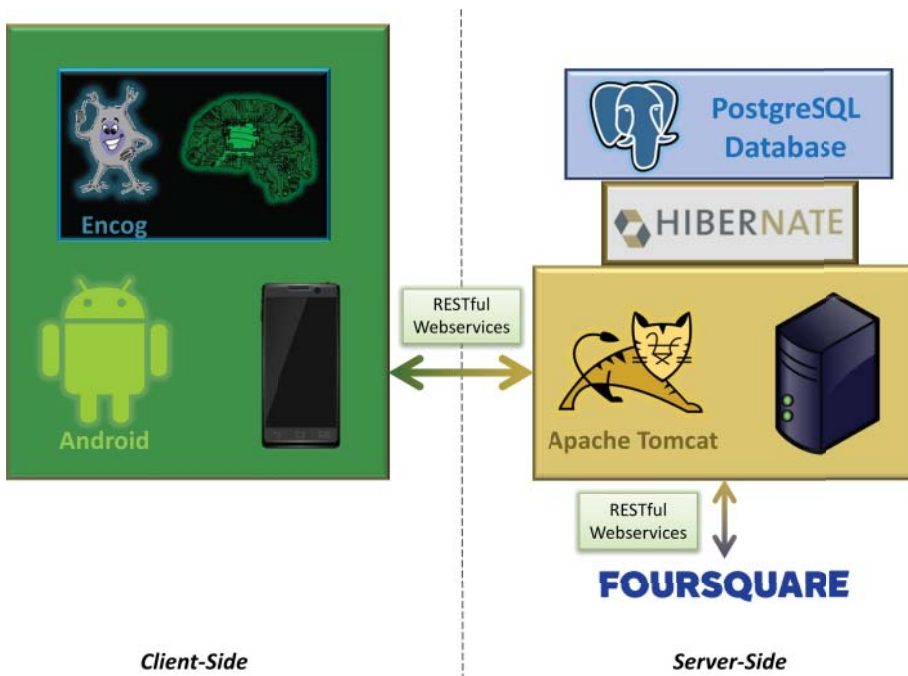 Encog
Android
RESTful
Webservices
PostgreSQL
Database
HIBERNATE
Apache Tomcat
RESTful
Webservices
FOURSQUARE
Client-Side
Server-Side